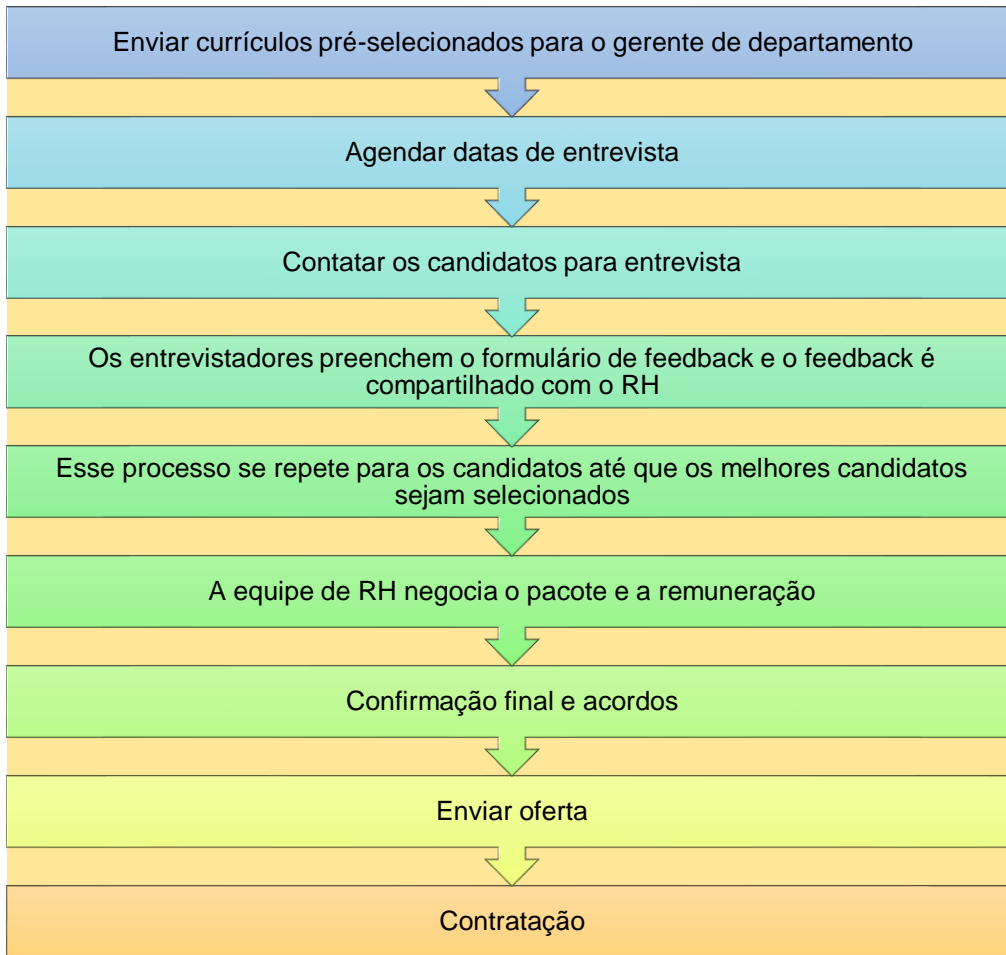 Enviar currículos pré-selecionados para o gerente de departamento
Agendar datas de entrevista
Contatar os candidatos para entrevista
Os entrevistadores preenchem o formulário de feedback e o feedback é
compartilhado com o RH
Esse processo se repete para os candidatos até que os melhores candidatos
sejam selecionados
A equipe de RH negocia o pacote e a remuneração
Confirmação final e acordos
Enviar oferta
Contratação